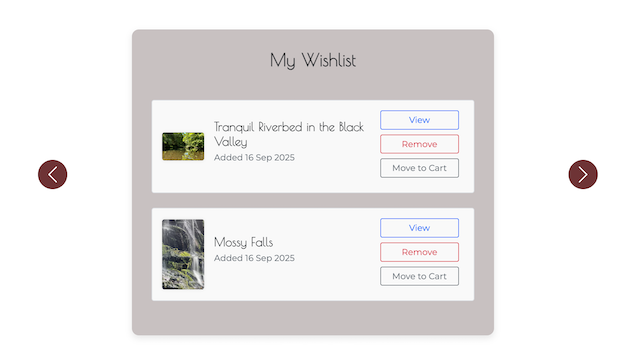 My Wishlist
Tranquil Riverbed in the Black
Valley
Added 16 Sep 2025
View
Remove
Move to Cart
Mossy Falls
Added 16 Sep 2025
View
Remove
Move to Cart